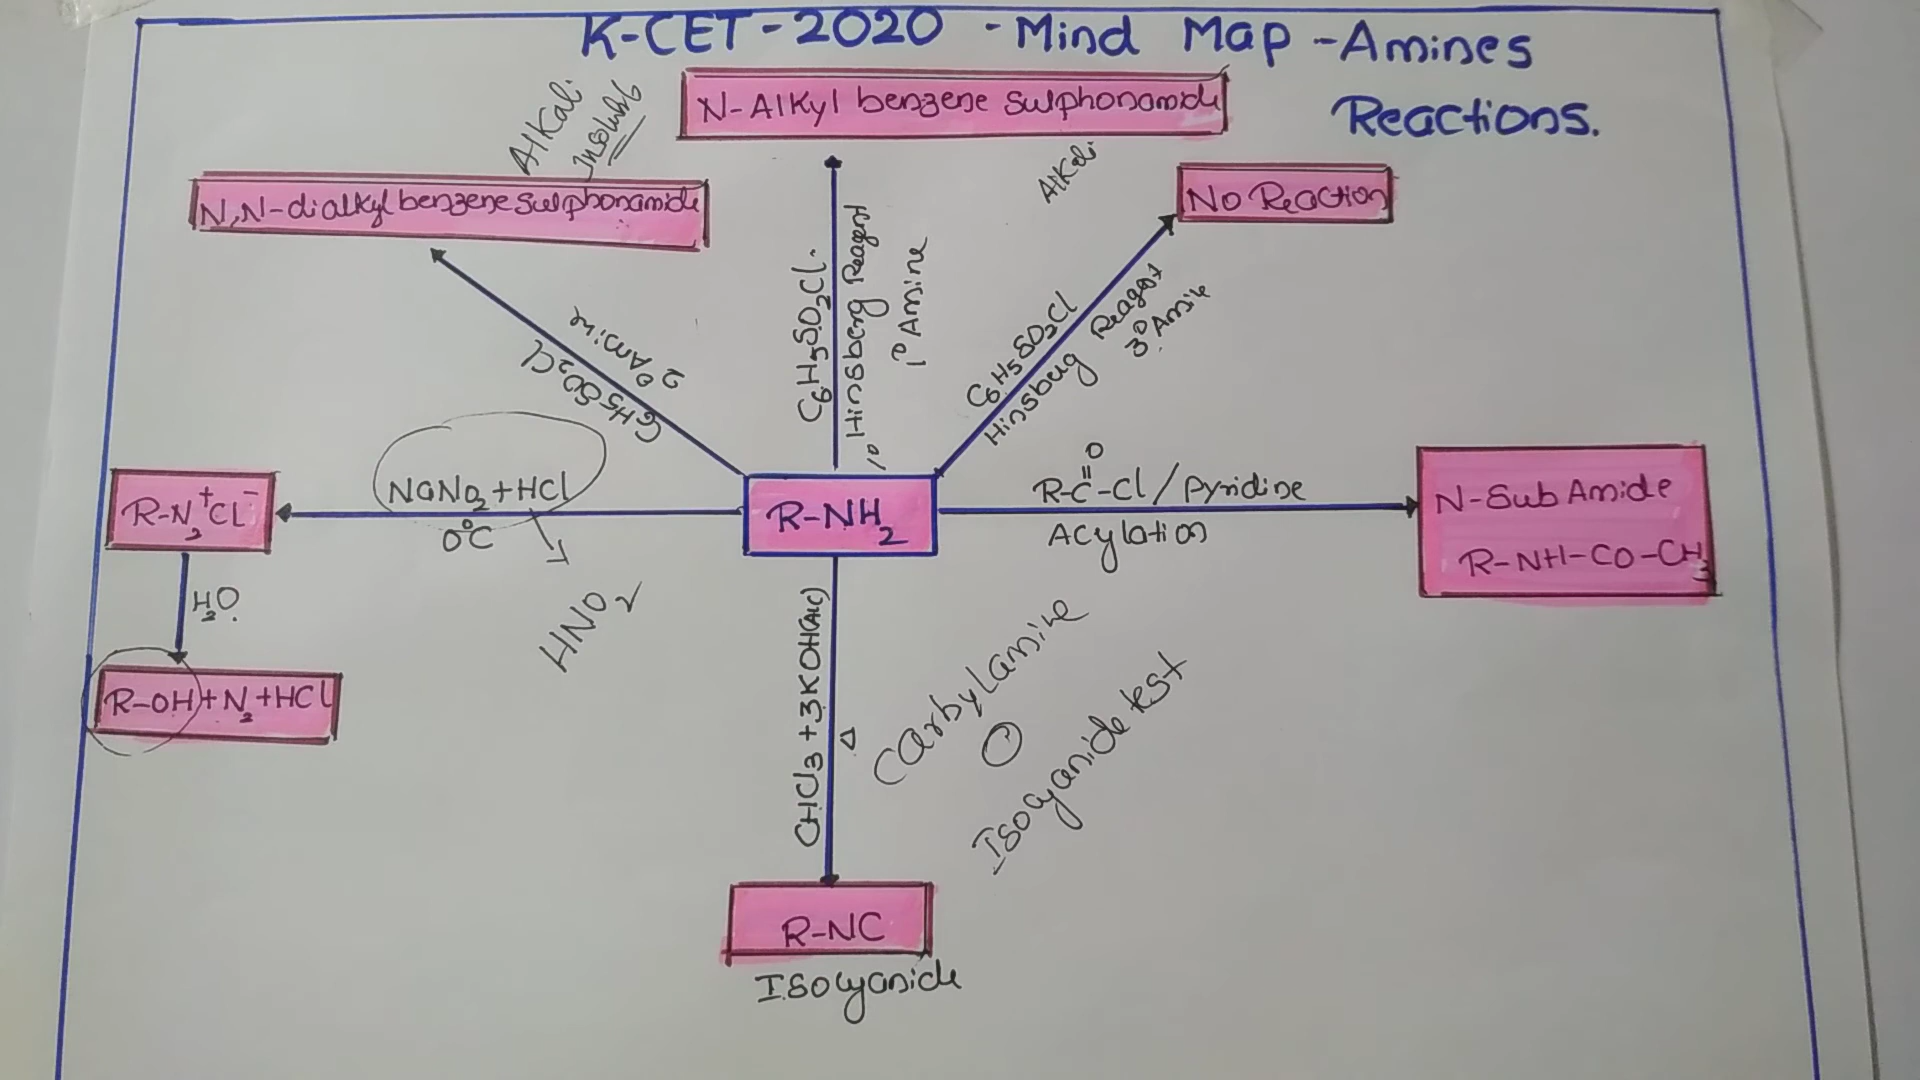 K-CET-2020 - Mind Map -Amines
Reactions.
N-Alkyl benzene sulphonamide
Alkali
Insoluble
N,N-dialkyl benzene sulphonamide
Alkali
No Reaction
C6H5SO2Cl.
Hinsberg Reagent
1° Amine
1°
2° Amine
C6H5SO2Cl
C6H5SO2Cl
Hinsberg Reagent
3° Amine
R-N2+Cl-
NaNO2+HCl
0°C
HNO2
R-NH2
R-C-Cl / Pyridine
O
Acylation
N-Sub Amide
R-NH-CO-CH3
H2O.
R-OH+N2+HCl
CHCl3 + 3KOH(Alc)
Δ
Carbylamine
Isocyanide test
R-NC
Isocyanide